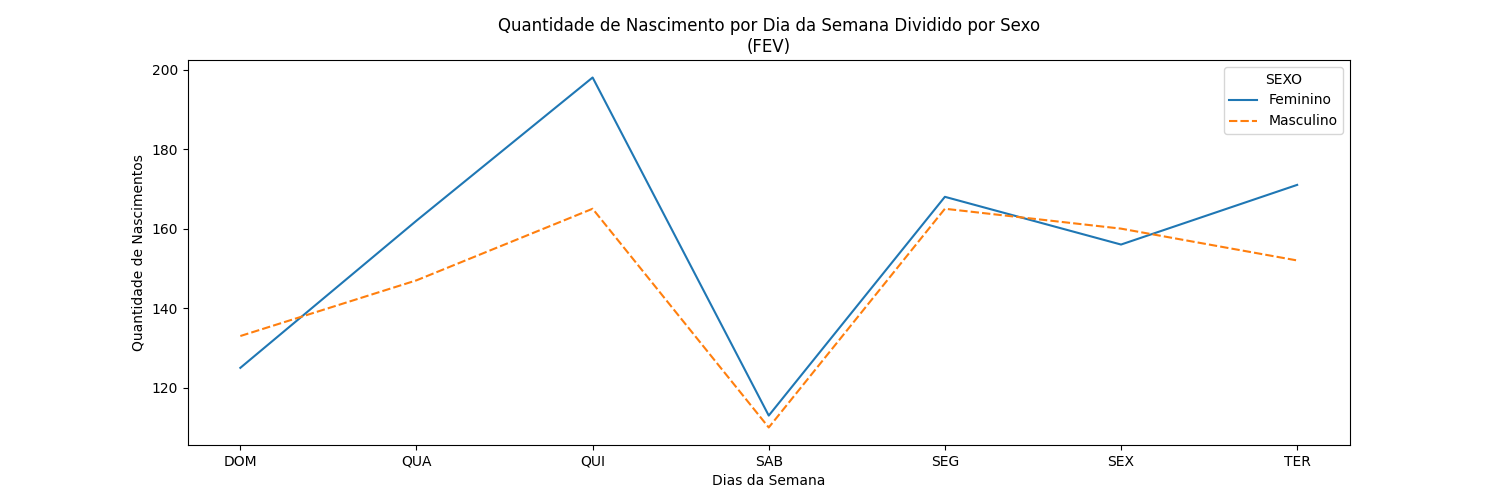 Quantidade de Nascimento por Dia da Semana Dividido por Sexo
(FEV)
SEXO
Feminino
Masculino
Quantidade de Nascimentos
200
180
160
140
120
DOM QUA QUI SAB SEG SEX TER
Dias da Semana